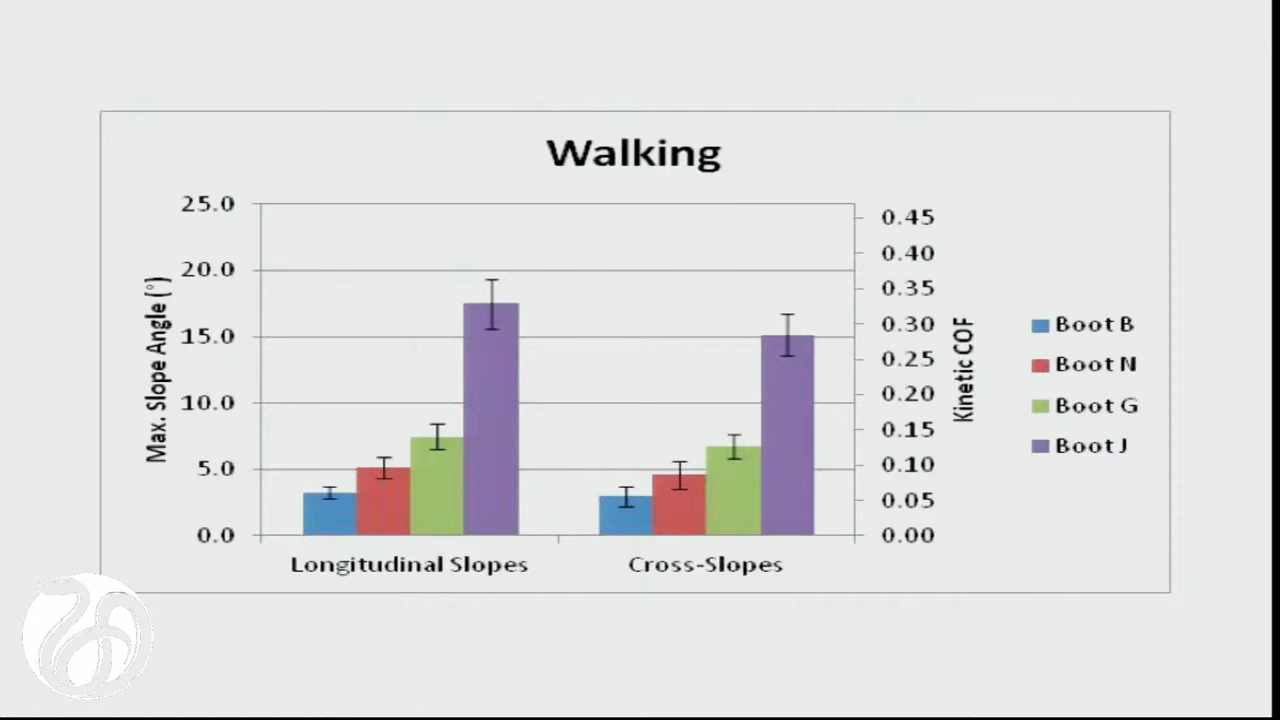 Walking
25.0
20.0
15.0
10.0
5.0
0.0
Max. Slope Angle (°)
0.45
0.40
0.35
0.30
0.25
0.20
0.15
0.10
0.05
0.00
Kinetic COF
Longitudinal Slopes
Cross-Slopes
Boot B
Boot N
Boot G
Boot J